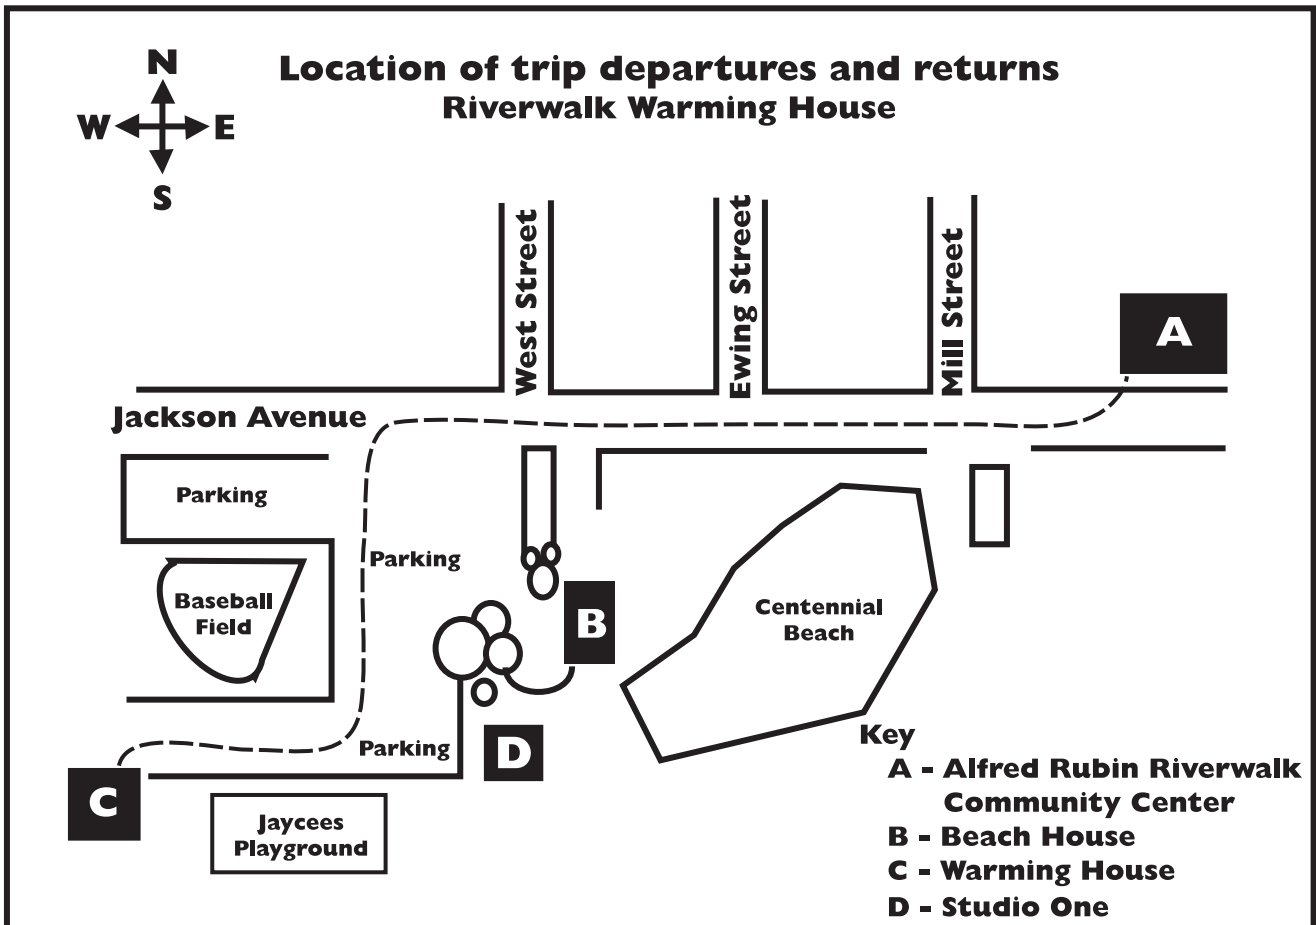 Location of trip departures and returns
Riverwalk Warming House
N
W
E
S
West Street
Ewing Street
Mill Street
A
Jackson Avenue
Parking
Parking
Baseball
Field
B
Centennial
Beach
Parking
D
C
Jaycees
Playground
Key
A - Alfred Rubin Riverwalk
Community Center
B - Beach House
C - Warming House
D - Studio One